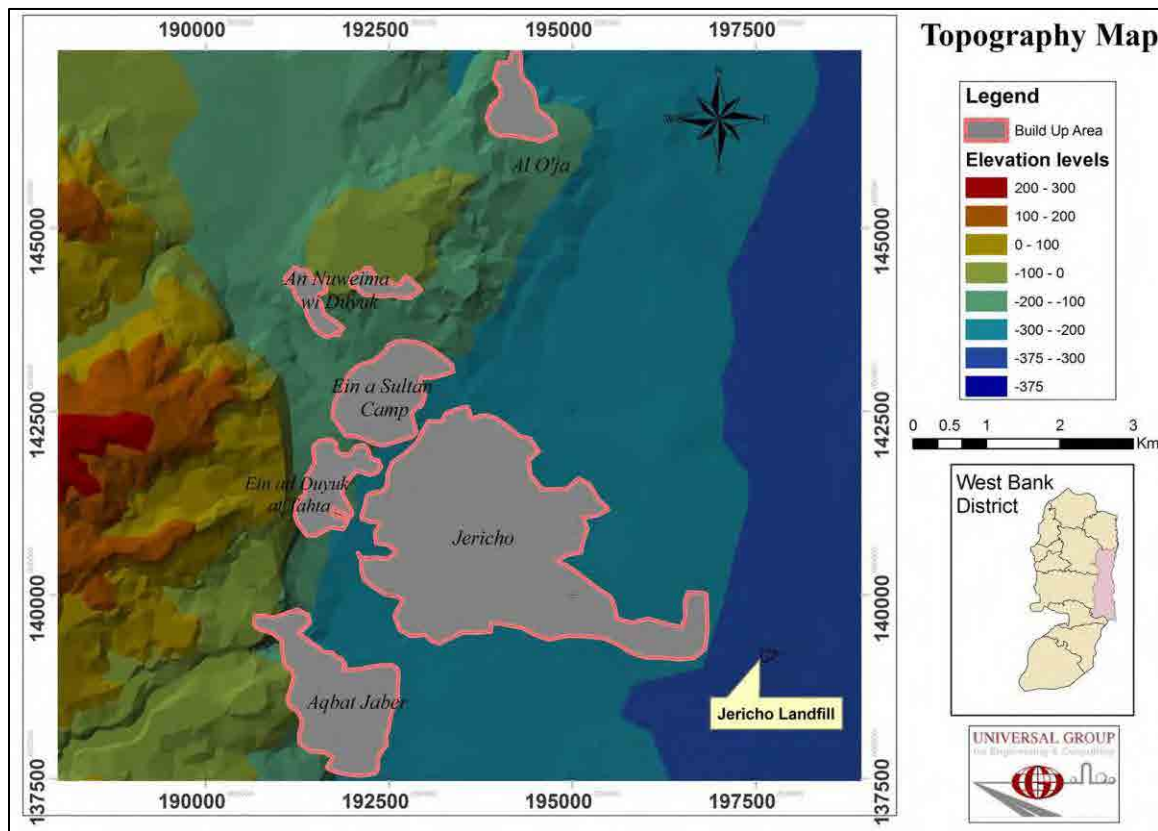 Topography Map
190000
192500
195000
197500
145000
142500
140000
137500
145000
142500
140000
137500
190000
192500
195000
197500
Al O'ja
An Nuweima
wi Duyuk
Ein a Sultan
Camp
Ein ad Duyuk
at Tahta
Jericho
Aqbat Jaber
Jericho Landfill
N
W
E
S
Legend
Build Up Area
Elevation levels
200 - 300
100 - 200
0 - 100
-100 - 0
-200 - -100
-300 - -200
-375 - -300
-375
0 0.5 1 2 3
Km
West Bank
District
UNIVERSAL GROUP
for Engineering & Consulting